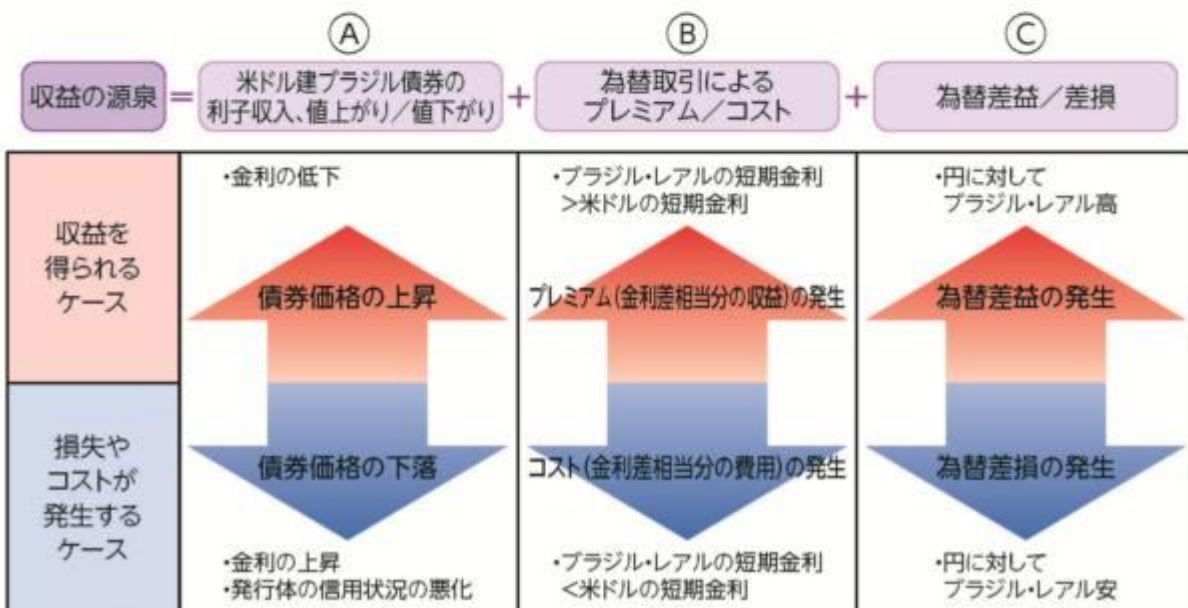 Ⓐ
Ⓑ
Ⓒ
収益の源泉
=
米ドル建ブラジル債券の
利子収入、値上がり/値下がり
+
為替取引による
プレミアム/コスト
+
為替差益/差損
収益を
得られる
ケース
・金利の低下
債券価格の上昇
・ブラジル・レアルの短期金利
>米ドルの短期金利
プレミアム(金利差相当分の収益)の発生
・円に対して
ブラジル・レアル高
為替差益の発生
損失や
コストが
発生する
ケース
債券価格の下落
・金利の上昇
・発行体の信用状況の悪化
コスト(金利差相当分の費用)の発生
・ブラジル・レアルの短期金利
<米ドルの短期金利
為替差損の発生
・円に対して
ブラジル・レアル安